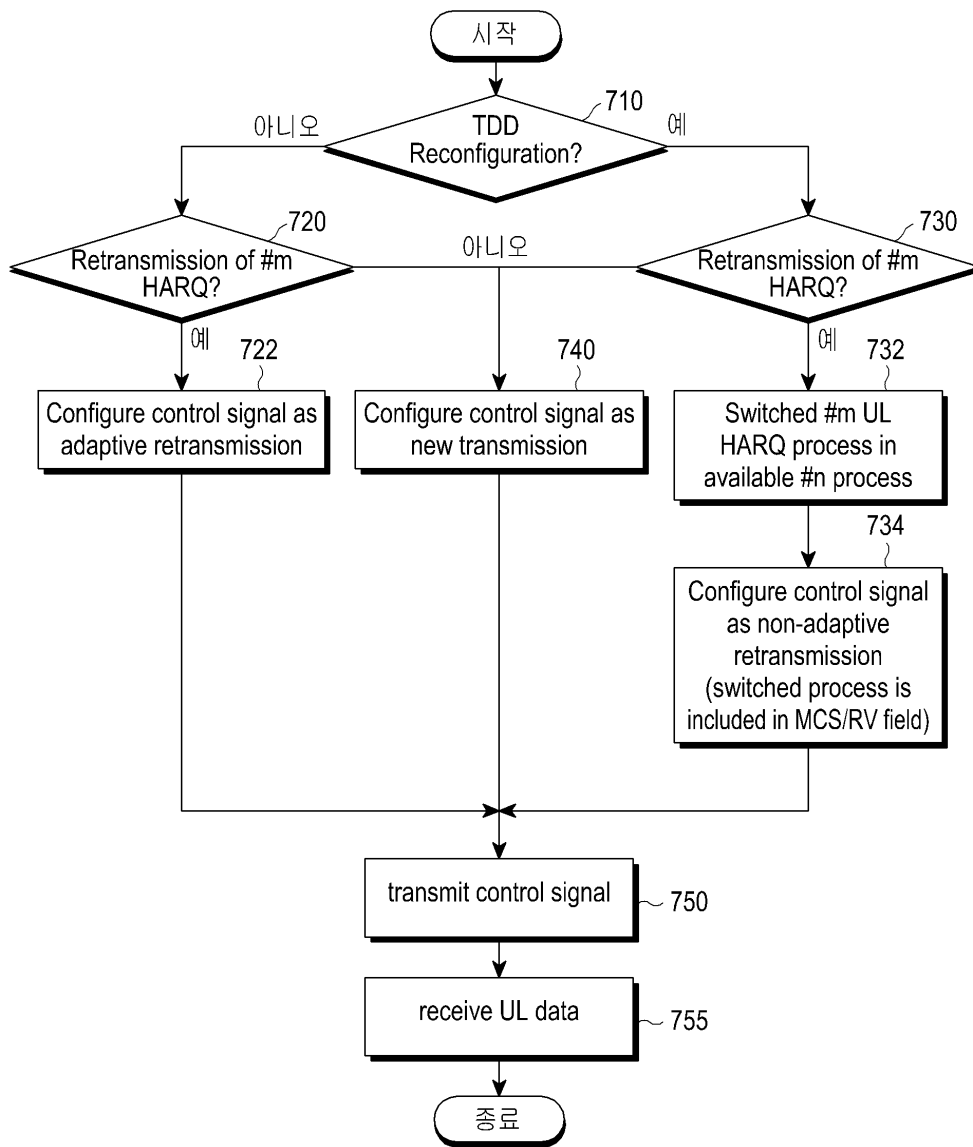 시작
710
TDD
Reconfiguration?
아니오
예
720
Retransmission of #m
HARQ?
아니오
730
Retransmission of #m
HARQ?
예
예
722
Configure control signal as
adaptive retransmission
740
Configure control signal as
new transmission
732
Switched #m UL
HARQ process in
available #n process
734
Configure control signal
as non-adaptive
retransmission
(switched process is
included in MCS/RV field)
transmit control signal
750
receive UL data
755
종료